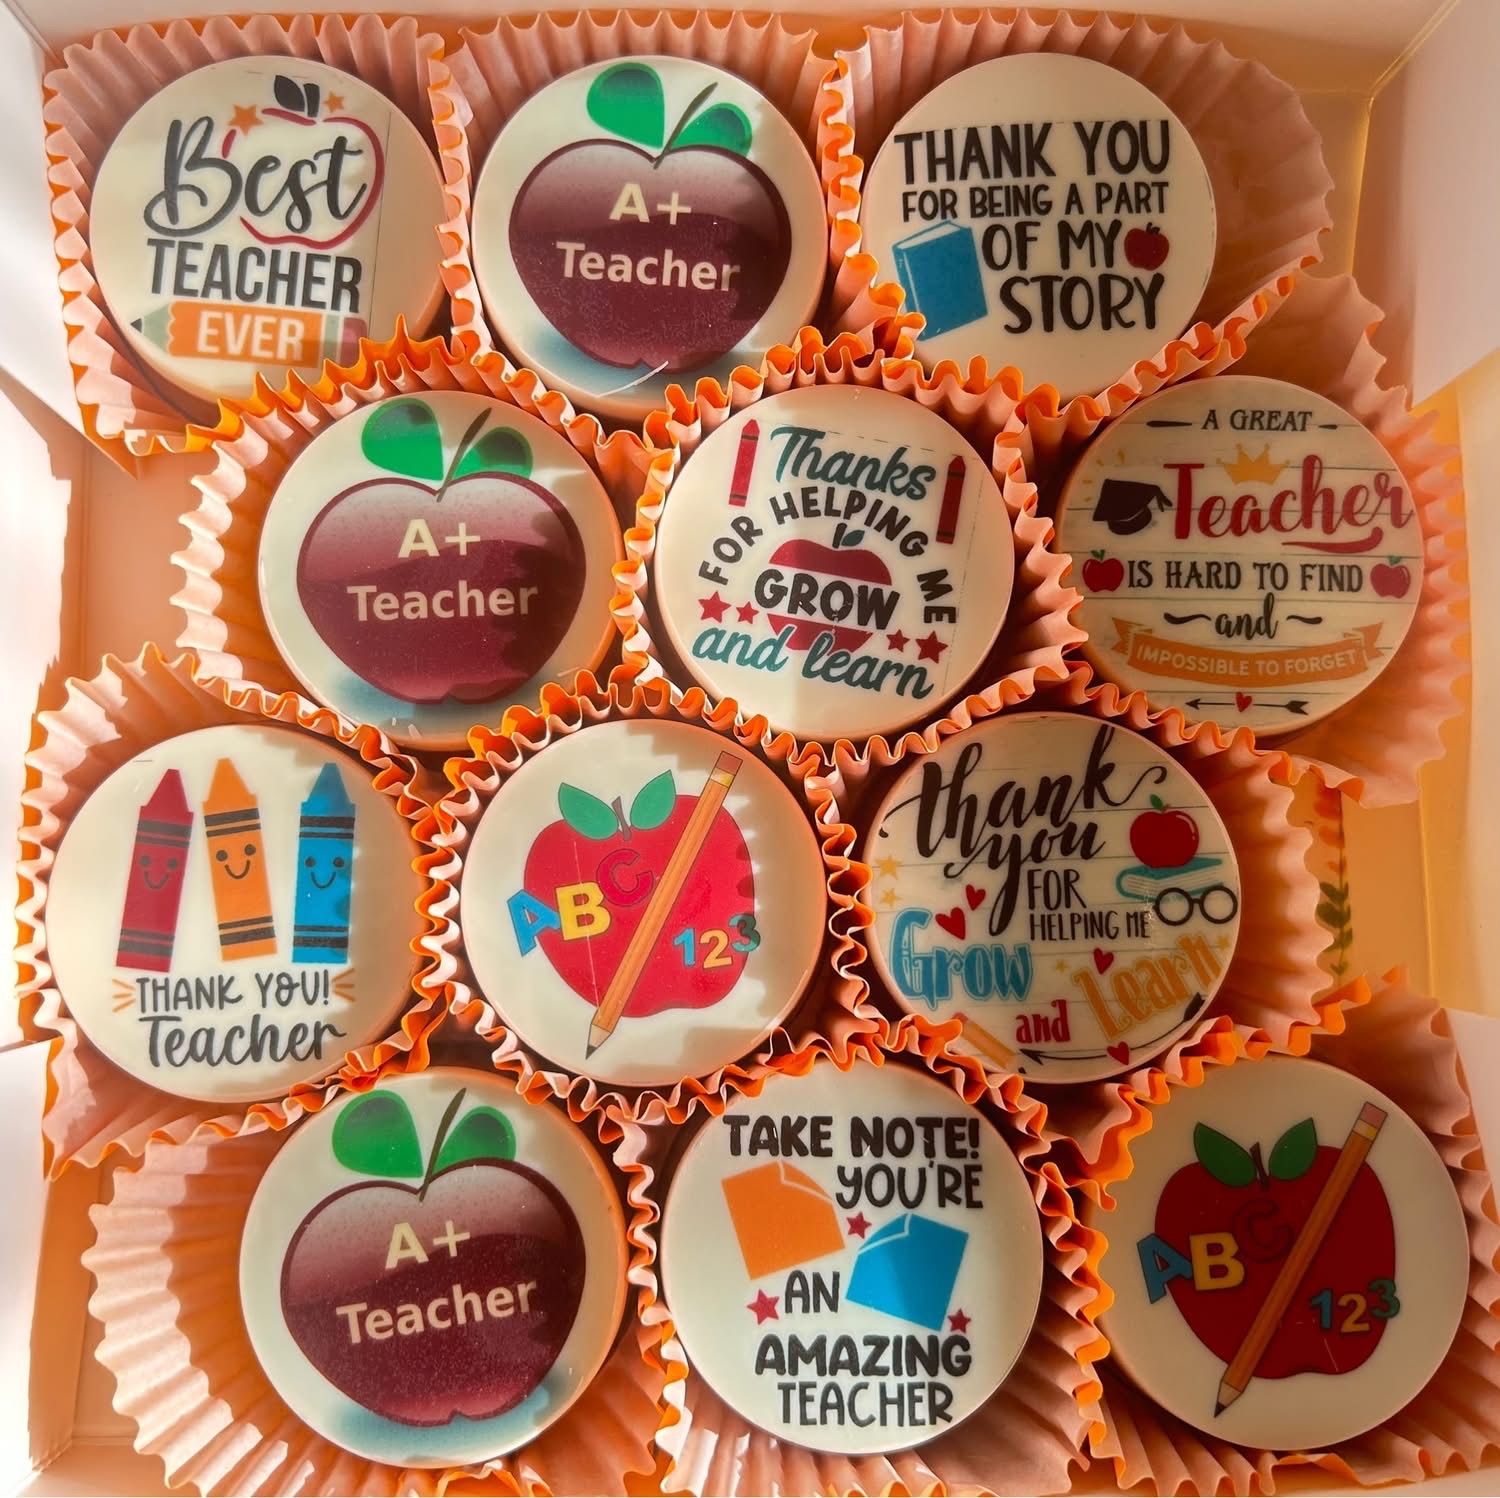 Best
TEACHER
EVER
A+
Teacher
THANK YOU
FOR BEING A PART
OF MY
STORY
A+
Teacher
Thanks
FOR HELPING ME
GROW
and learn
A GREAT
Teacher
IS HARD TO FIND
and
IMPOSSIBLE TO FORGET
THANK YOU!
Teacher
ABC
123
thank
you
FOR
HELPING ME
Grow
and Learn
A+
Teacher
TAKE NOTE!
YOU'RE
AN
AMAZING
TEACHER
ABC
123